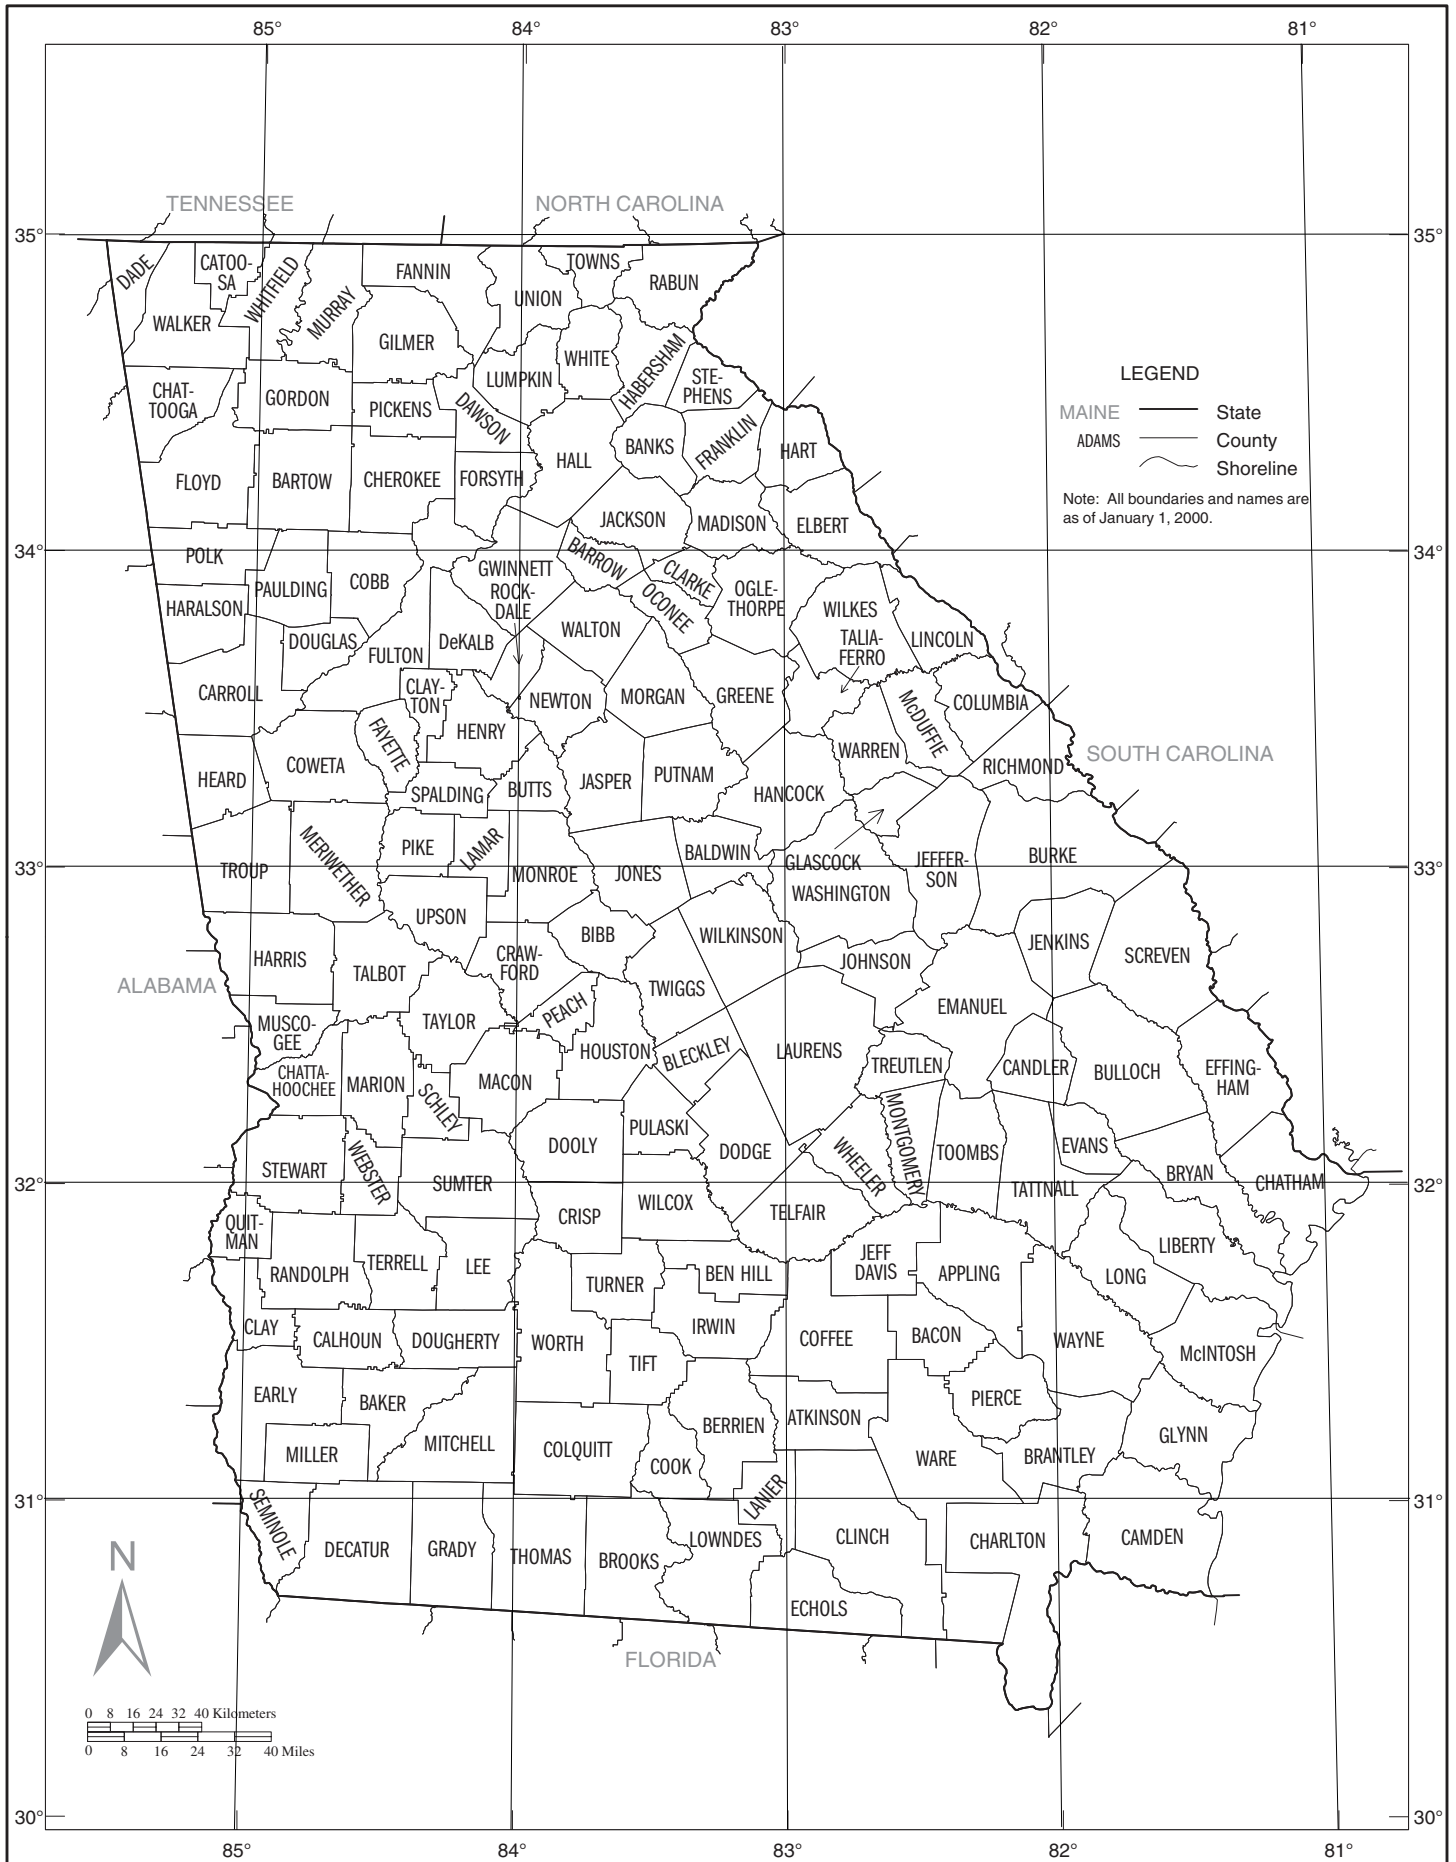 85°
84°
83°
82°
81°
TENNESSEE
NORTH CAROLINA
35°
35°
DADE
CATOO-
SA
WHITFIELD
MURRAY
FANNIN
TOWNS
UNION
RABUN
WALKER
GILMER
WHITE
HABERSHAM
LUMPKIN
STE-
PHENS
CHAT-
TOOGA
GORDON
PICKENS
DAWSON
BANKS
FRANKLIN
HART
HALL
FLOYD
BARTOW
CHEROKEE
FORSYTH
JACKSON
MADISON
ELBERT
LEGEND
MAINE
State
ADAMS
County
Shoreline
Note: All boundaries and names are
as of January 1, 2000.
34°
34°
POLK
PAULDING
COBB
GWINNETT
BARROW
CLARKE
OCONEE
OGLE-
THORPE
ROCK-
DALE
HARALSON
DOUGLAS
FULTON
DeKALB
WALTON
WILKES
TALIA-
FERRO
LINCOLN
CARROLL
CLAY-
TON
NEWTON
MORGAN
GREENE
McDUFFIE
COLUMBIA
HENRY
FAYETTE
WARREN
RICHMOND
SOUTH CAROLINA
HEARD
COWETA
SPALDING
BUTTS
JASPER
PUTNAM
HANCOCK
33°
33°
TROUP
MERIWETHER
PIKE
LAMAR
MONROE
JONES
BALDWIN
GLASCOCK
WASHINGTON
JEFFER-
SON
BURKE
UPSON
BIBB
WILKINSON
JENKINS
SCREVEN
HARRIS
TALBOT
CRAW-
FORD
TWIGGS
JOHNSON
ALABAMA
EMANUEL
PEACH
MUSCO-
GEE
TAYLOR
HOUSTON
BLECKLEY
LAURENS
TREUTLEN
CANDLER
BULLOCH
EFFING-
HAM
CHATTA-
HOOCHEE
MARION
SCHLEY
MACON
PULASKI
DODGE
WHEELER
MONTGOMERY
TOOMBS
EVANS
DOOLY
32°
32°
STEWART
WEBSTER
SUMTER
TATTNALL
BRYAN
CHATHAM
QUIT-
MAN
CRISP
WILCOX
TELFAIR
LIBERTY
RANDOLPH
TERRELL
LEE
TURNER
BEN HILL
JEFF
DAVIS
APPLING
LONG
CLAY
CALHOUN
DOUGHERTY
WORTH
IRWIN
TIFT
COFFEE
BACON
WAYNE
McINTOSH
EARLY
BAKER
PIERCE
BERRIEN
ATKINSON
MILLER
MITCHELL
COLQUITT
COOK
WARE
BRANTLEY
GLYNN
31°
31°
SEMINOLE
LANIER
DECATUR
GRADY
THOMAS
BROOKS
LOWNDES
CLINCH
CHARLTON
CAMDEN
ECHOLS
N
FLORIDA
0 8 16 24 32 40 Kilometers
0 8 16 24 32 40 Miles
30°
30°
85°
84°
83°
82°
81°